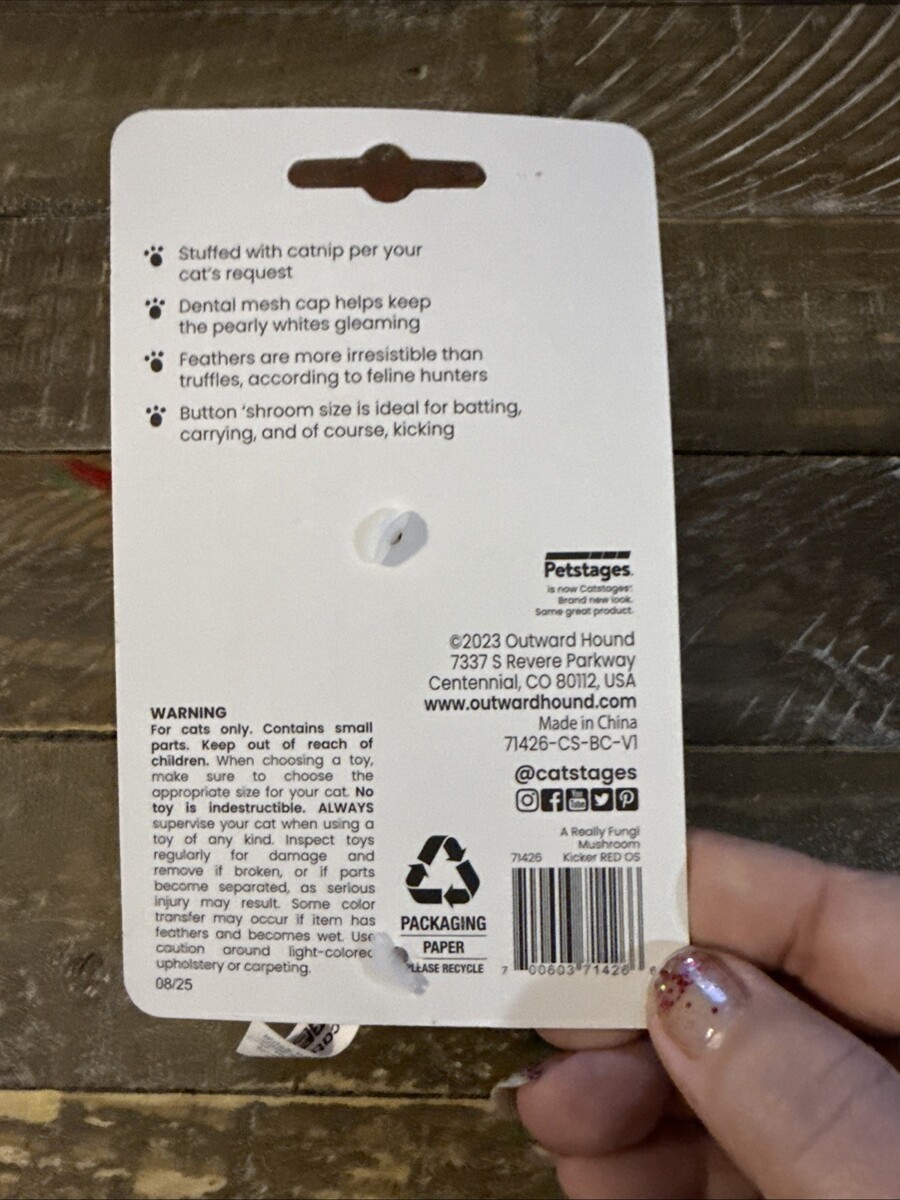 Stuffed with catnip per your
cat's request
Dental mesh cap helps keep
the pearly whites gleaming
Feathers are more irresistible than
truffles, according to feline hunters
Button 'shroom size is ideal for batting,
carrying, and of course, kicking
Petstages
is now Catstages
Brand new look.
Same great product.
©2023 Outward Hound
7337 S Revere Parkway
Centennial, CO 80112, USA
www.outwardhound.com
Made in China
71426-CS-BC-V1
@catstages
You
Tube
A Really Fungi
Mushroom
71426 Kicker RED OS
7 00603 71426 6
WARNING
For cats only. Contains small
parts. Keep out of reach of
children. When choosing a toy,
make sure to choose the
appropriate size for your cat. No
toy is indestructible. ALWAYS
supervise your cat when using a
toy of any kind. Inspect toys
regularly for damage and
remove if broken, or if parts
become separated, as serious
injury may result. Some color
transfer may occur if item has
feathers and becomes wet. Use
caution around light-colored
upholstery or carpeting.
08/25
PACKAGING
PAPER
PLEASE RECYCLE